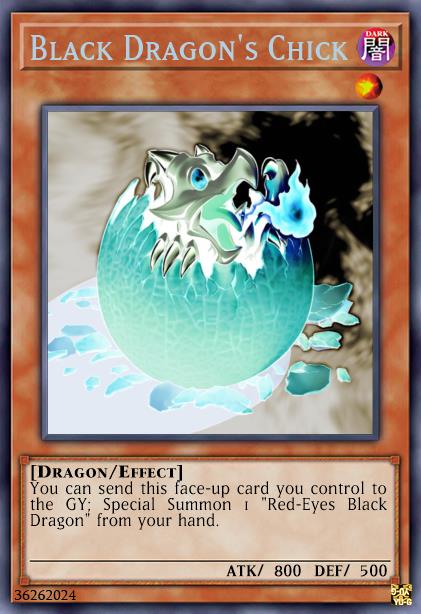 BLACK DRAGON'S CHICK
DARK
闇
[DRAGON/EFFECT]
You can send this face-up card you control to
the GY; Special Summon 1 "Red-Eyes Black
Dragon" from your hand.
ATK/ 800 DEF/ 500
36262024